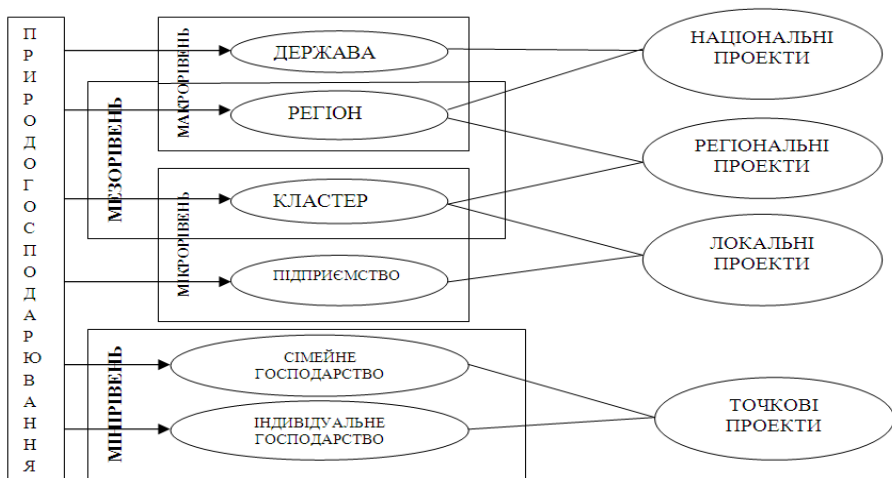 ПРИРОДОГОСПОДАРЮВАННЯ
МАКРОРІВЕНЬ
ДЕРЖАВА
РЕГІОН
МЕЗОРІВЕНЬ
МІКРОРІВЕНЬ
КЛАСТЕР
ПІДПРИЄМСТВО
МІНІРІВЕНЬ
СІМЕЙНЕ
ГОСПОДАРСТВО
ІНДИВІДУАЛЬНЕ
ГОСПОДАРСТВО
НАЦІОНАЛЬНІ
ПРОЕКТИ
РЕГІОНАЛЬНІ
ПРОЕКТИ
ЛОКАЛЬНІ
ПРОЕКТИ
ТОЧКОВІ
ПРОЕКТИ